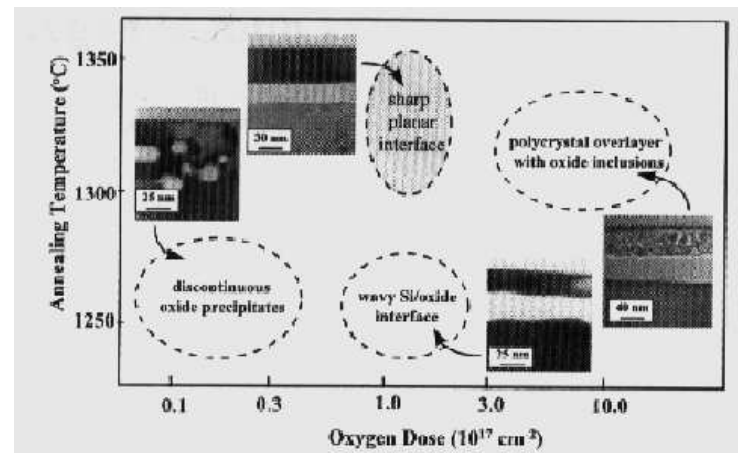 Annealing Temperature (°C)
1350
1300
1250
30 nm
sharp
planar
interface
polycrystal overlayer
with oxide inclusions
25 nm
40 nm
discontinuous
oxide precipitates
wavy Si/oxide
interface
25 nm
0.1
0.3
1.0
3.0
10.0
Oxygen Dose (10¹⁷ cm⁻²)